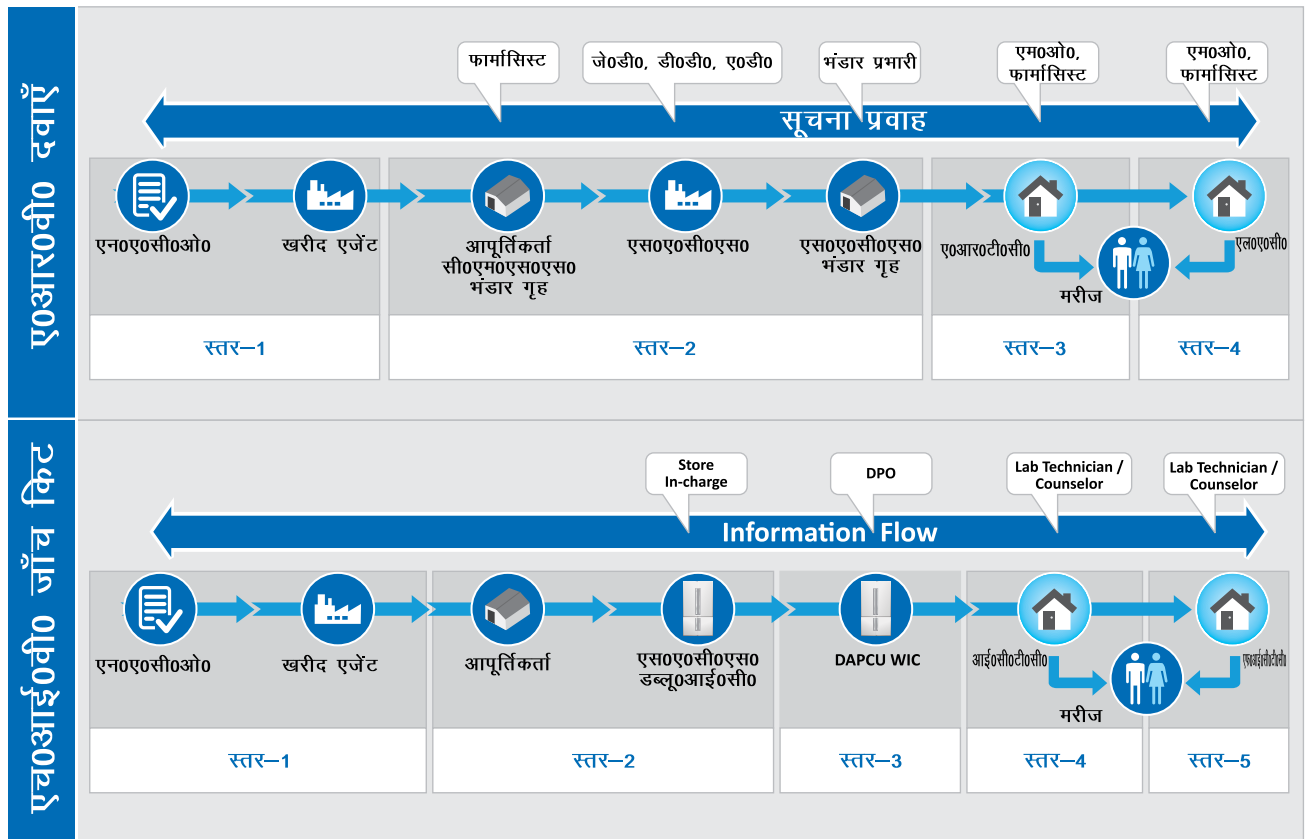 ए0आर0वी0 दवाएँ
फार्मासिस्ट
जे0डी0, डी0डी0, ए0डी0
भंडार प्रभारी
एम0ओ0,
फार्मासिस्ट
एम0ओ0,
फार्मासिस्ट
सूचना प्रवाह
एन0ए0सी0ओ0
खरीद एजेंट
आपूर्तिकर्ता
सी0एम0एस0एस0
भंडार गृह
एस0ए0सी0एस0
एस0ए0सी0एस0
भंडार गृह
ए0आर0टी0सी0
एल0ए0सी0
मरीज
स्तर–1
स्तर–2
स्तर–3
स्तर–4
एच0आई0वी0 जाँच किट
Store
In-charge
DPO
Lab Technician /
Counselor
Lab Technician /
Counselor
Information Flow
एन0ए0सी0ओ0
खरीद एजेंट
आपूर्तिकर्ता
एस0ए0सी0एस0
डब्लू0आई0सी0
DAPCU WIC
आई0सी0टी0सी0
एफ0आई0सी0टी0सी0
मरीज
स्तर–1
स्तर–2
स्तर–3
स्तर–4
स्तर–5